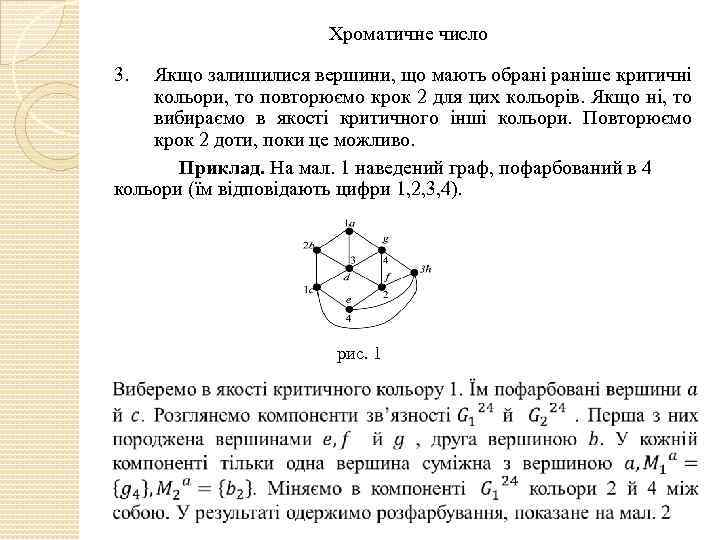 Хроматичне число
3. Якщо залишилися вершини, що мають обрані раніше критичні
кольори, то повторюємо крок 2 для цих кольорів. Якщо ні, то
вибираємо в якості критичного інші кольори. Повторюємо
крок 2 доти, поки це можливо.
Приклад. На мал. 1 наведений граф, пофарбований в 4
кольори (їм відповідають цифри 1,2,3,4).
1 a
2b
g
3
4
3 h
d
f
1c
e
2
4
рис. 1
Виберемо в якості критичного кольору 1. Їм пофарбовані вершини a
й c. Розглянемо компоненти зв’язності G₁²⁴ й G₂²⁴ . Перша з них
породжена вершинами e, f й g , друга вершиною b. У кожній
компоненті тільки одна вершина суміжна з вершиною a, M₁ᵃ =
{g₄}, M₂ᵃ = {b₂}. Міняємо в компоненті G₁²⁴ кольори 2 й 4 між
собою. У результаті одержимо розфарбування, показане на мал. 2